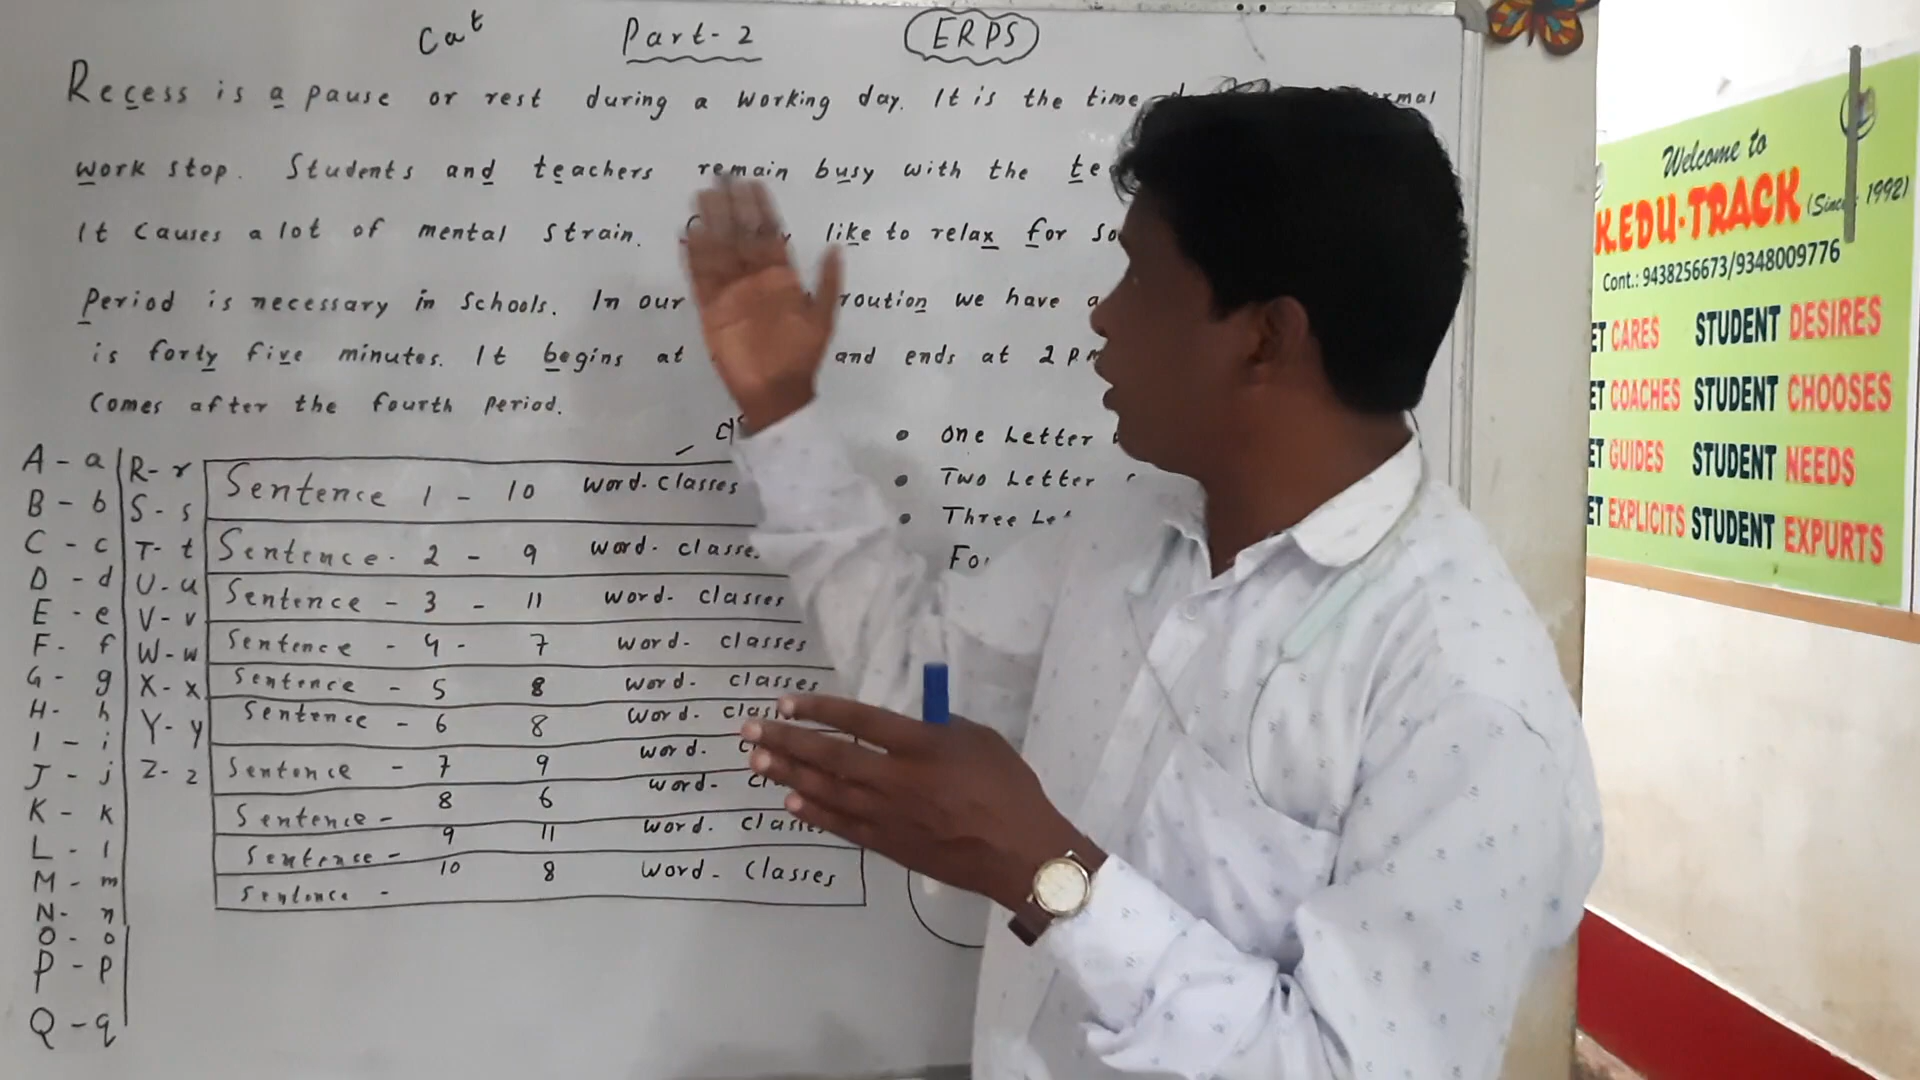 Cat Part-2 ERPS
Recess is a pause or rest during a working day. It is the time
work stop. Students and teachers remain busy with the
It causes a lot of mental strain. like to relax for
Period is necessary in Schools. In our roution we have a
is forty five minutes. It begins at and ends at 2 pm
Comes after the fourth period.
A - a
B - b
C - c
D - d
E - e
F - f
G - g
H - h
I - i
J - j
K - k
L - l
M - m
N - n
O - o
P - p
Q - q
R - r
S - s
T - t
U - u
V - v
W - w
X - x
Y - y
Z - z
Sentence 1 - 10 word. classes
Sentence - 2 - 9 word- classes
Sentence - 3 - 11 word- classes
Sentence - 4 - 7 word- classes
Sentence - 5 8 word- classes
Sentence - 6 8 word.
Sentence - 7 9 word.
Sentence - 8 6 word-
Sentence - 9 11 word. classes
Sentence - 10 8 word- classes
• One Letter
• Two Letter
• Three
Welcome to
K.EDU-TRACK 1992)
Cont.: 9438256673/9348009776
CARES STUDENT DESIRES
COACHES STUDENT CHOOSES
GUIDES STUDENT NEEDS
EXPLICITS STUDENT EXPURTS